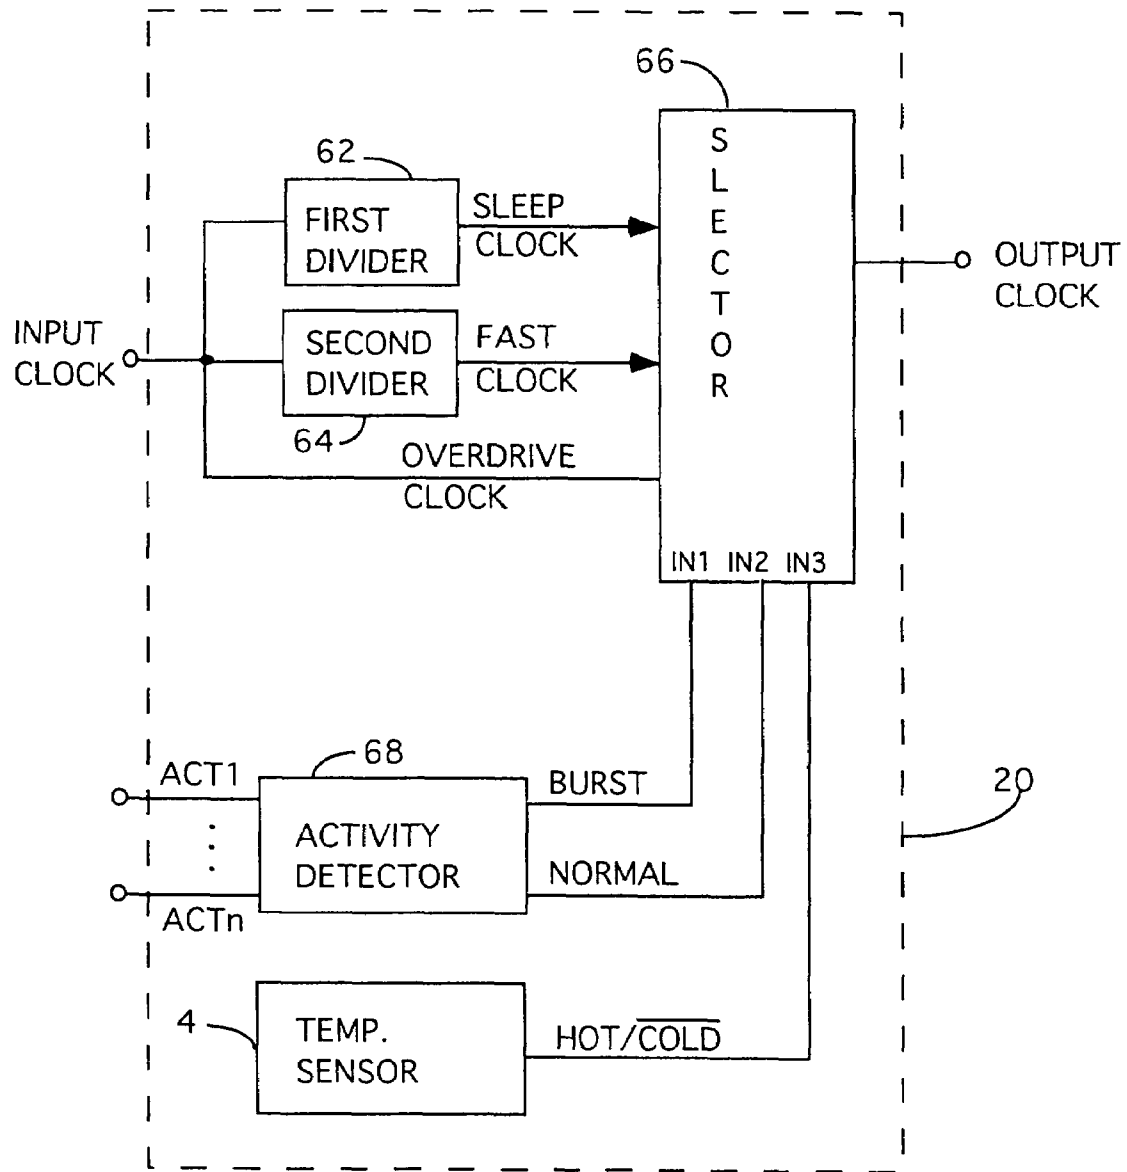 66
62
FIRST
DIVIDER
SLEEP
CLOCK
SLECTOR
OUTPUT
CLOCK
INPUT
CLOCK
SECOND
DIVIDER
FAST
CLOCK
64
OVERDRIVE
CLOCK
IN1 IN2 IN3
68
ACT1
BURST
20
ACTIVITY
DETECTOR
NORMAL
ACTn
4
TEMP.
SENSOR
HOT/C̅O̅L̅D̅